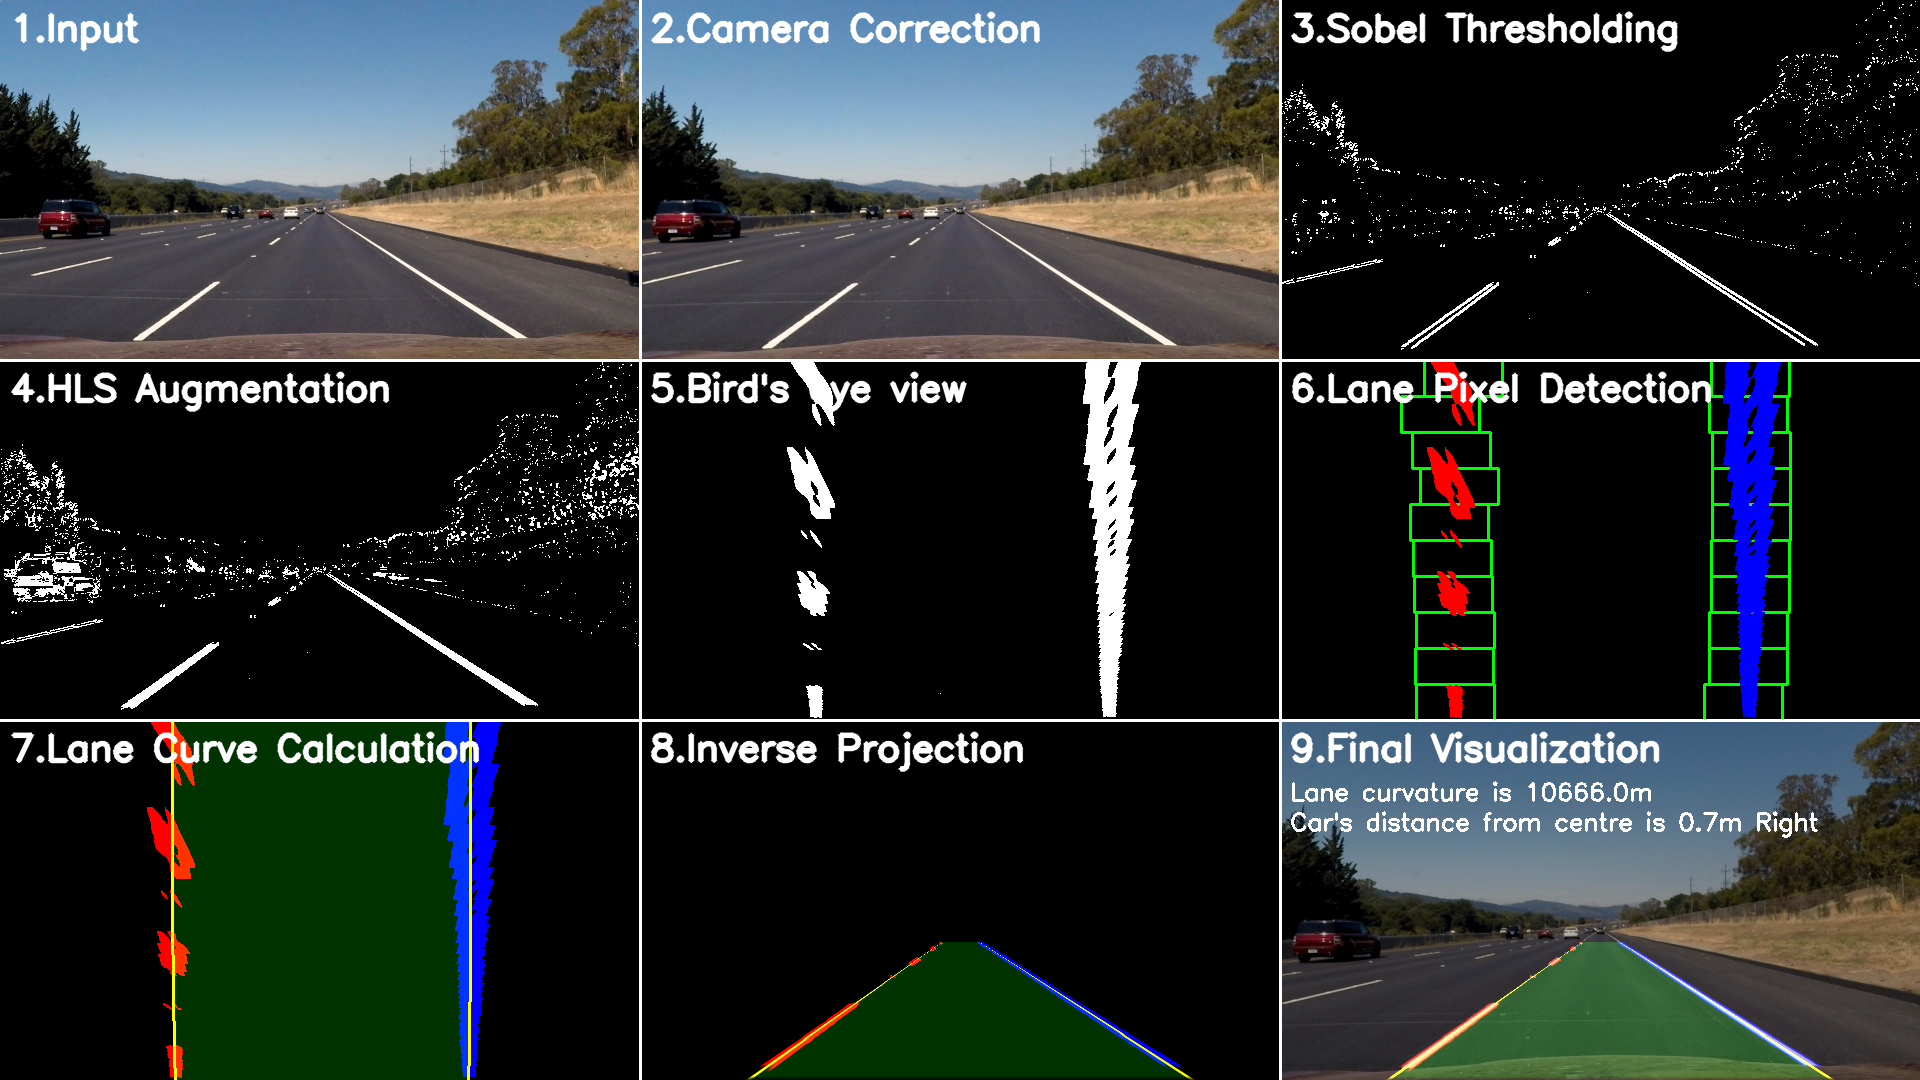 1.Input
2.Camera Correction
3.Sobel Thresholding
4.HLS Augmentation
5.Bird's eye view
6.Lane Pixel Detection
7.Lane Curve Calculation
8.Inverse Projection
9.Final Visualization
Lane curvature is 10666.0m
Car's distance from centre is 0.7m Right